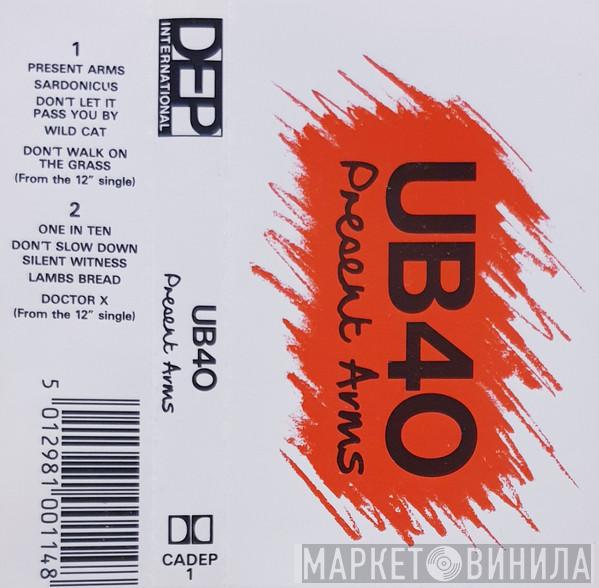 1
PRESENT ARMS
SARDONICUS
DON'T LET IT
PASS YOU BY
WILD CAT
DON'T WALK ON
THE GRASS
(From the 12" single)
2
ONE IN TEN
DON'T SLOW DOWN
SILENT WITNESS
LAMBS BREAD
DOCTOR X
(From the 12" single)
5 012981 001148
DEP
INTERNATIONAL
UB40
Present Arms
CADEP
1
UB40
Present Arms
МАРКЕТ ВИНИЛА